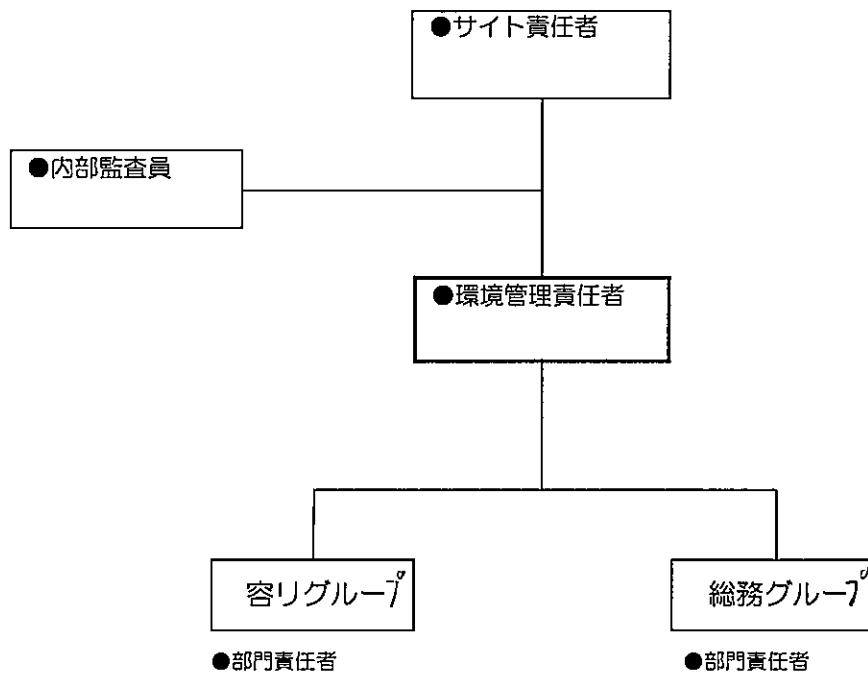 ●サイト責任者
●内部監査員
●環境管理責任者
容リグループ
総務グループ
●部門責任者
●部門責任者